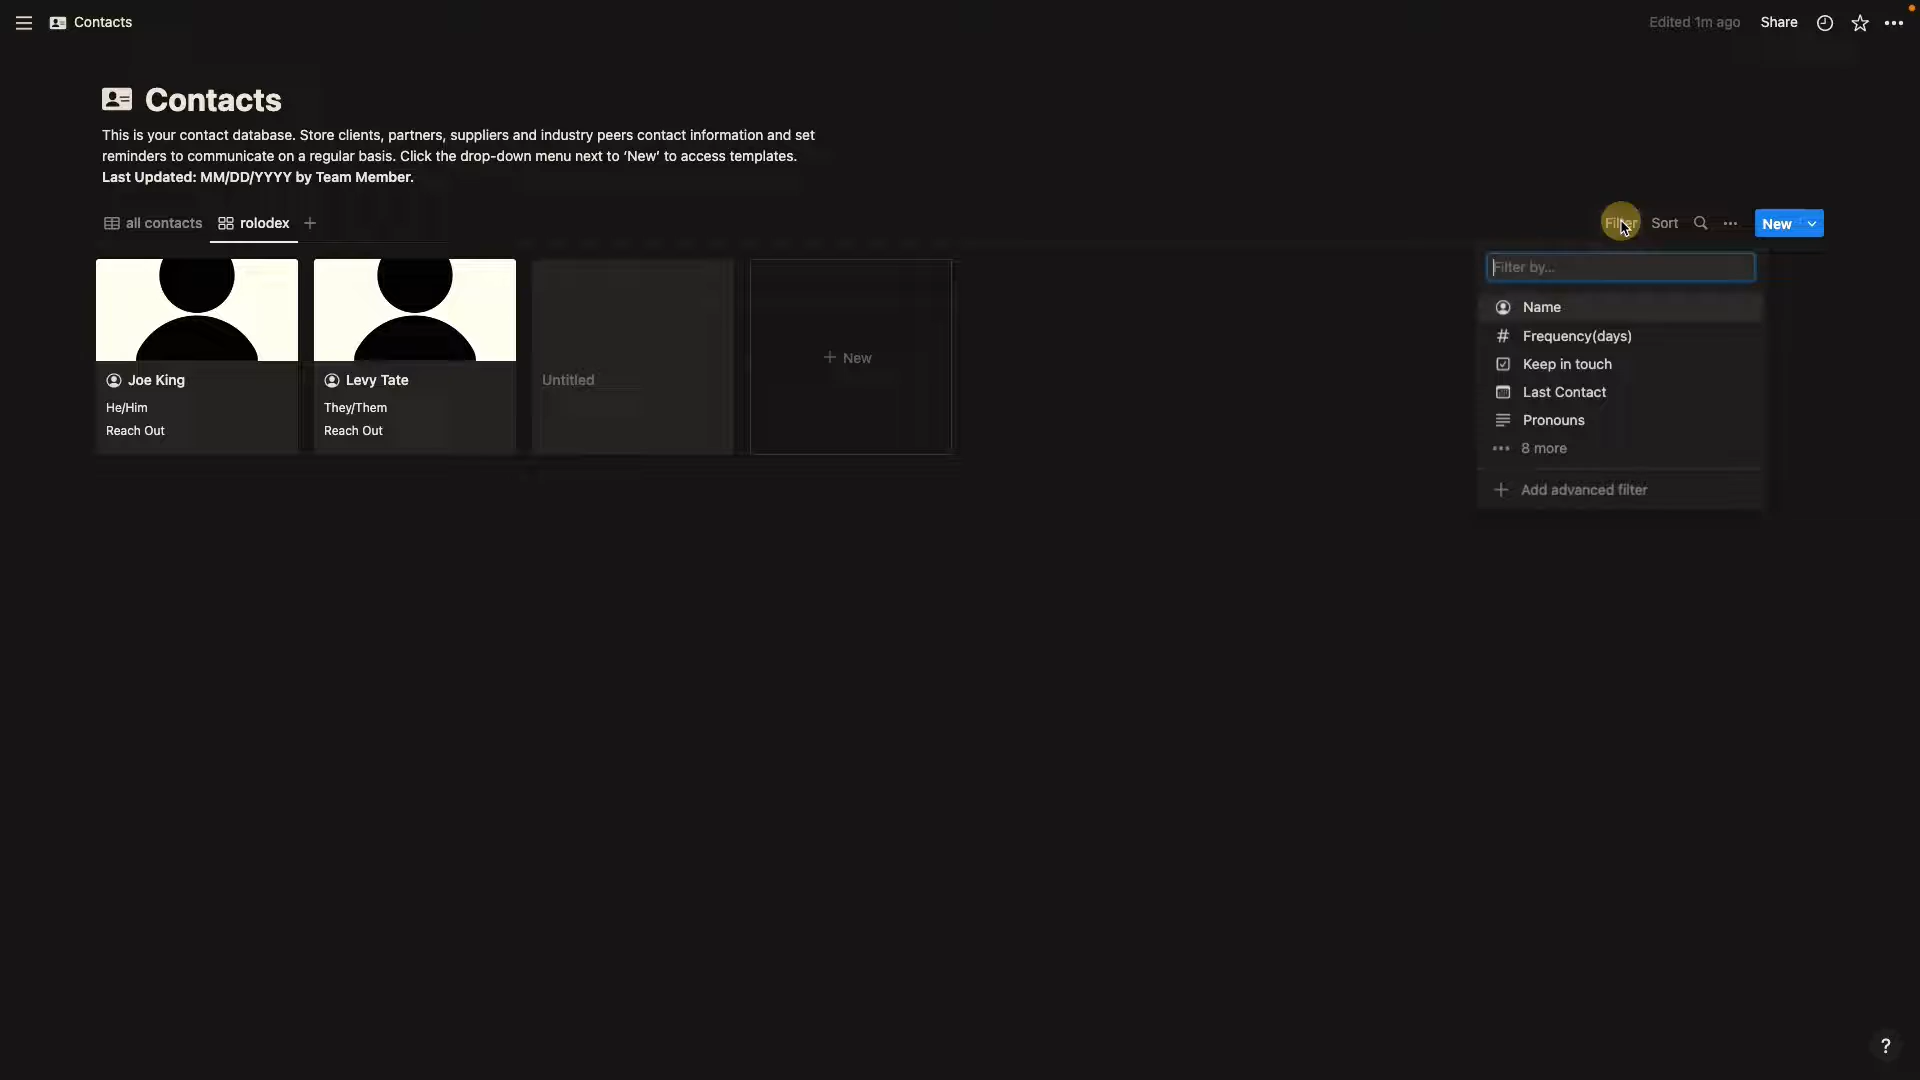 Contacts
Edited 1m ago
Share
Contacts
This is your contact database. Store clients, partners, suppliers and industry peers contact information and set
reminders to communicate on a regular basis. Click the drop-down menu next to ‘New’ to access templates.
Last Updated: MM/DD/YYYY by Team Member.
all contacts
rolodex
Filter
Sort
New
Filter by...
Name
Frequency(days)
Keep in touch
Last Contact
Pronouns
8 more
Add advanced filter
Joe King
He/Him
Reach Out
Levy Tate
They/Them
Reach Out
Untitled
+ New
?